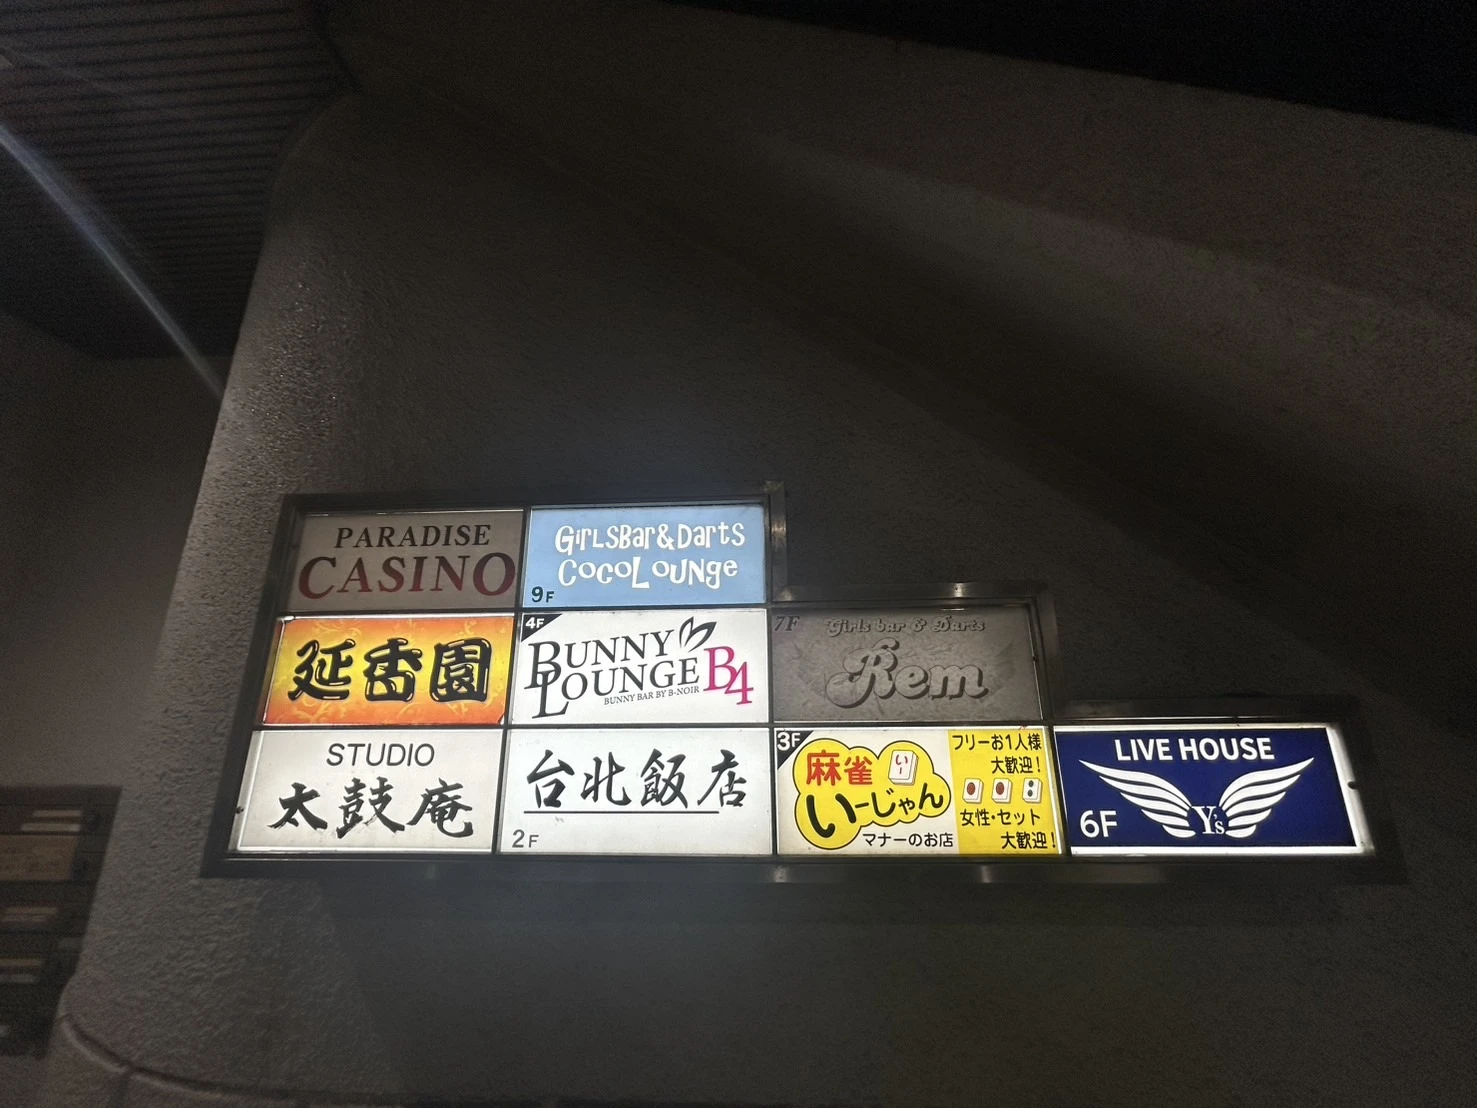 PARADISE
CASINO
GIRLSBar&Darts
COCOLOUNge
9F
延香園
4F
BUNNY
LOUNGE B4
BUNNY BAR BY B-NOIR
7F
Girls bar & Darts
Rem
STUDIO
太鼓庵
台北飯店
2F
3F
麻雀
い-
いーじゃん
マナーのお店
フリーお1人様
大歓迎!
女性・セット
大歓迎!
LIVE HOUSE
Y's
6F